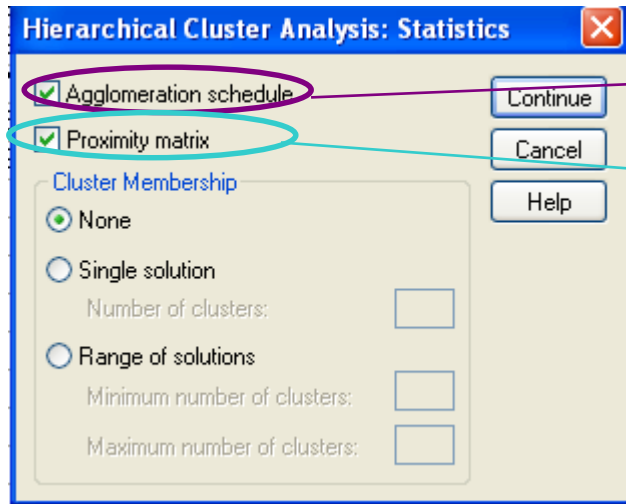 Hierarchical Cluster Analysis: Statistics
Agglomeration schedule
Continue
Proximity matrix
Cancel
Cluster Membership
Help
None
Single solution
Number of clusters:
Range of solutions
Minimum number of clusters:
Maximum number of clusters: